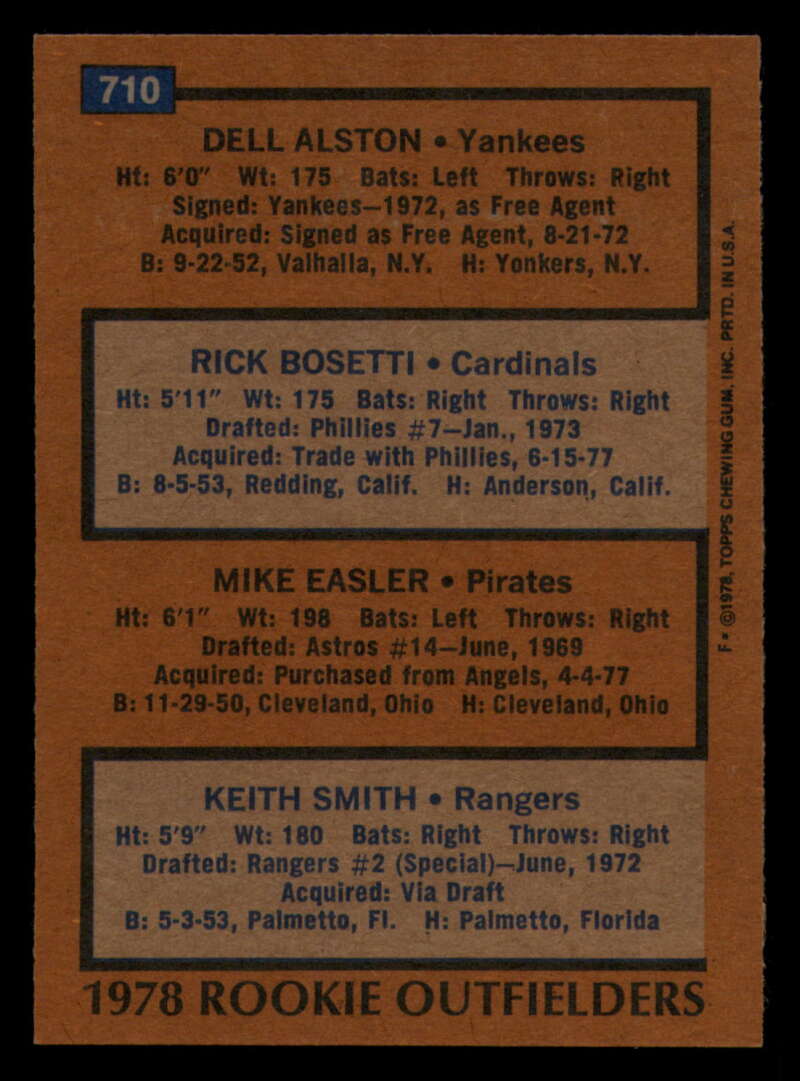 710
DELL ALSTON • Yankees
Ht: 6'0" Wt: 175 Bats: Left Throws: Right
Signed: Yankees—1972, as Free Agent
Acquired: Signed as Free Agent, 8-21-72
B: 9-22-52, Valhalla, N.Y. H: Yonkers, N.Y.
RICK BOSETTI • Cardinals
Ht: 5'11" Wt: 175 Bats: Right Throws: Right
Drafted: Phillies #7—Jan., 1973
Acquired: Trade with Phillies, 6-15-77
B: 8-5-53, Redding, Calif. H: Anderson, Calif.
MIKE EASLER • Pirates
Ht: 6'1" Wt: 198 Bats: Left Throws: Right
Drafted: Astros #14—June, 1969
Acquired: Purchased from Angels, 4-4-77
B: 11-29-50, Cleveland, Ohio H: Cleveland, Ohio
KEITH SMITH • Rangers
Ht: 5'9" Wt: 180 Bats: Right Throws: Right
Drafted: Rangers #2 (Special)—June, 1972
Acquired: Via Draft
B: 5-3-53, Palmetto, Fl. H: Palmetto, Florida
1978 ROOKIE OUTFIELDERS
F* ©1978, TOPPS CHEWING GUM, INC. PRTD. IN U.S.A.